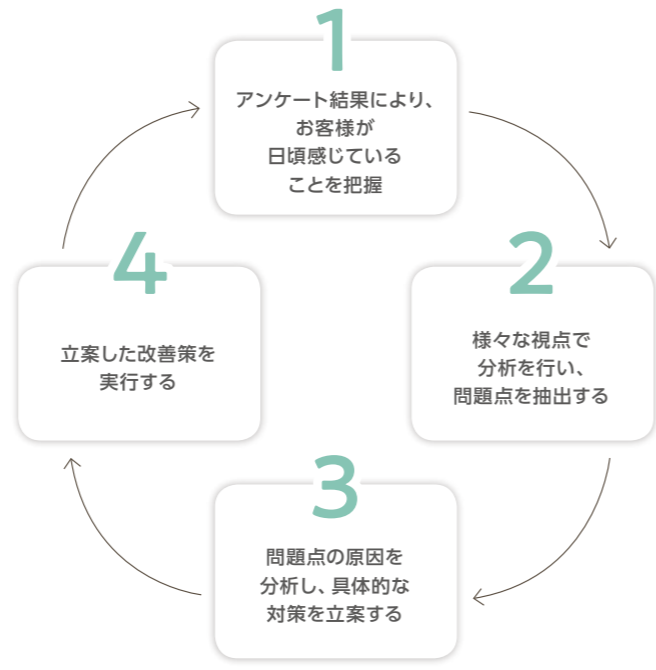 1
アンケート結果により、
お客様が
日頃感じている
ことを把握
2
様々な視点で
分析を行い、
問題点を抽出する
3
問題点の原因を
分析し、具体的な
対策を立案する
4
立案した改善策を
実行する